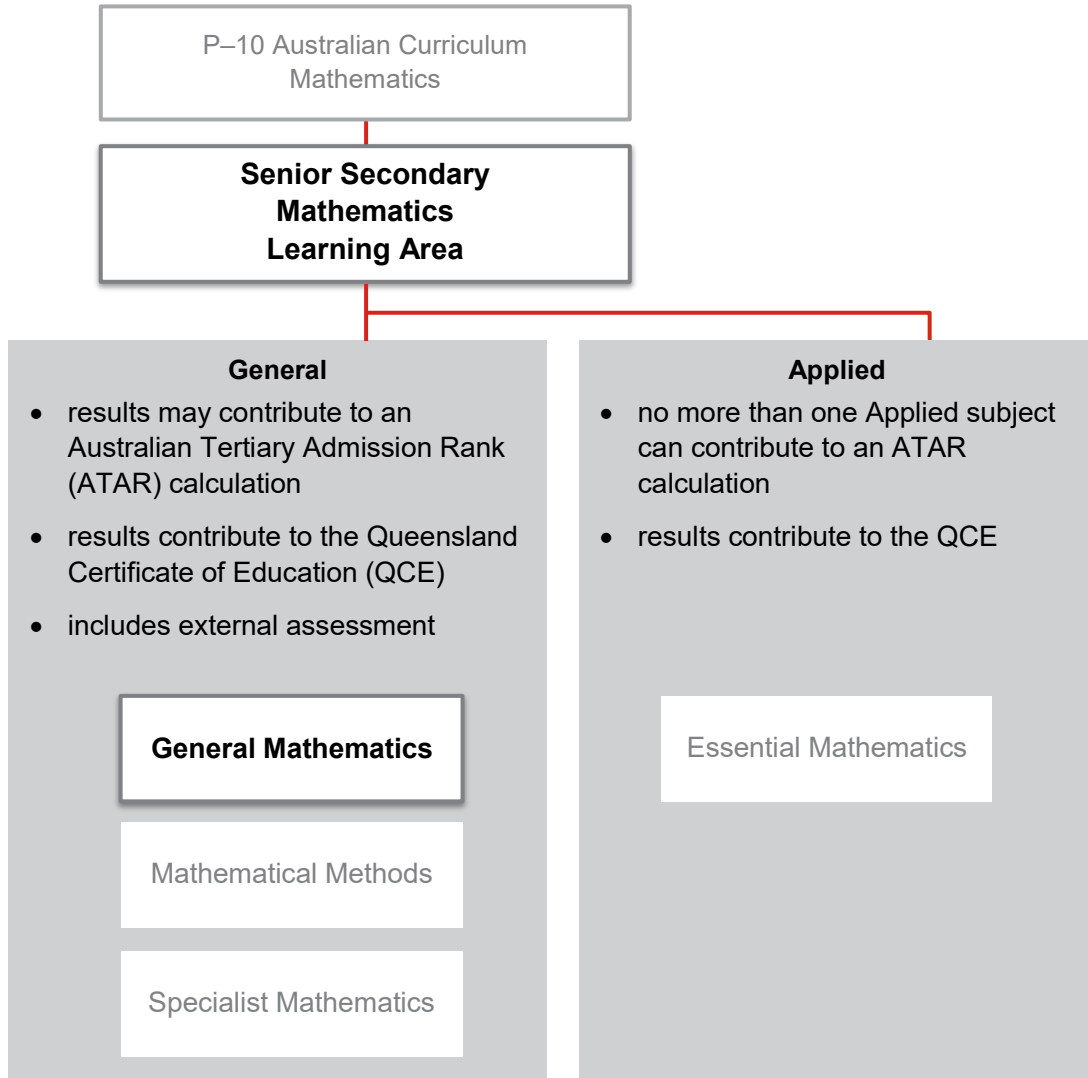 P–10 Australian Curriculum
Mathematics
Senior Secondary
Mathematics
Learning Area
General
• results may contribute to an
Australian Tertiary Admission Rank
(ATAR) calculation
• results contribute to the Queensland
Certificate of Education (QCE)
• includes external assessment
General Mathematics
Mathematical Methods
Specialist Mathematics
Applied
• no more than one Applied subject
can contribute to an ATAR
calculation
• results contribute to the QCE
Essential Mathematics